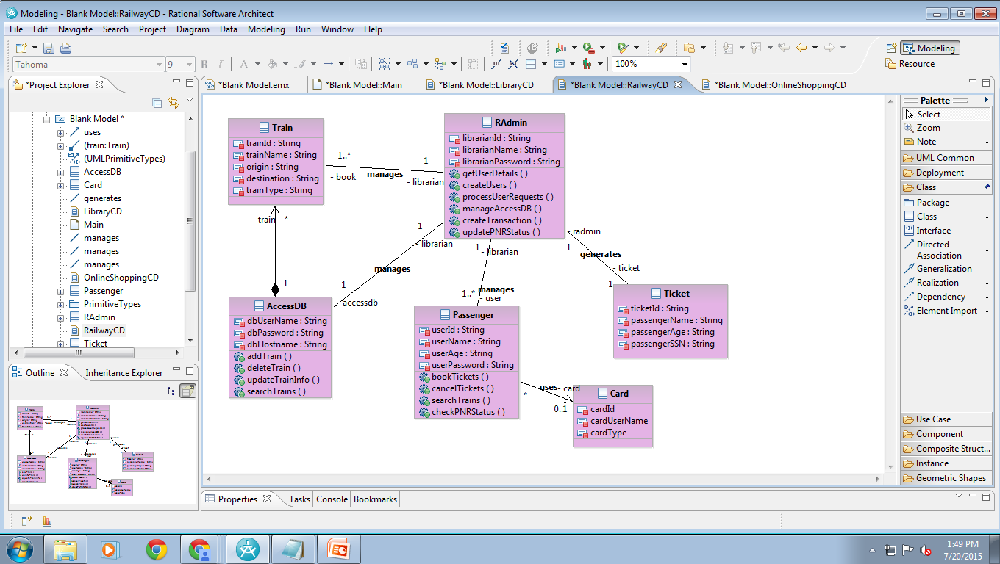 Modeling - Blank Model::RailwayCD - Rational Software Architect
File Edit Navigate Search Project Diagram Data Modeling Run Window Help
Tahoma 9 B I A 100%
Modeling
Resource
*Project Explorer
Blank Model *
uses
(train:Train)
(UMLPrimitiveTypes)
AccessDB
Card
generates
LibraryCD
Main
manages
manages
manages
OnlineShoppingCD
Passenger
PrimitiveTypes
RAdmin
RailwayCD
Ticket
Outline Inheritance Explorer
*Blank Model.emx *Blank Model::Main *Blank Model::LibraryCD *Blank Model::RailwayCD *Blank Model::OnlineShoppingCD
Train
trainId : String
trainName : String
origin : String
destination : String
trainType : String
1..*
- book
manages
1
- librarian
RAdmin
librarianId : String
librarianName : String
librarianPassword : String
getUserDetails ( )
createUsers ( )
processUserRequests ( )
manageAccessDB ( )
createTransaction ( )
updatePNRStatus ( )
- train *
1
1
- librarian
manages
1
- accessdb
1
- librarian
1..*
manages
- user
- radmin
1
generates
- ticket
1
AccessDB
dbUserName : String
dbPassword : String
dbHostname : String
addTrain ( )
deleteTrain ( )
updateTrainInfo ( )
searchTrains ( )
Passenger
userId : String
userName : String
userAge : String
userPassword : String
bookTickets ( )
cancelTickets ( )
searchTrains ( )
checkPNRStatus ( )
Ticket
ticketId : String
passengerName : String
passengerAge : String
passengerSSN : String
*
uses - card
0..1
Card
cardId
cardUserName
cardType
Palette
Select
Zoom
Note
UML Common
Deployment
Class
Package
Class
Interface
Directed
Association
Generalization
Realization
Dependency
Element Import
Use Case
Component
Composite Struct...
Instance
Geometric Shapes
Properties Tasks Console Bookmarks
1:49 PM
7/20/2015